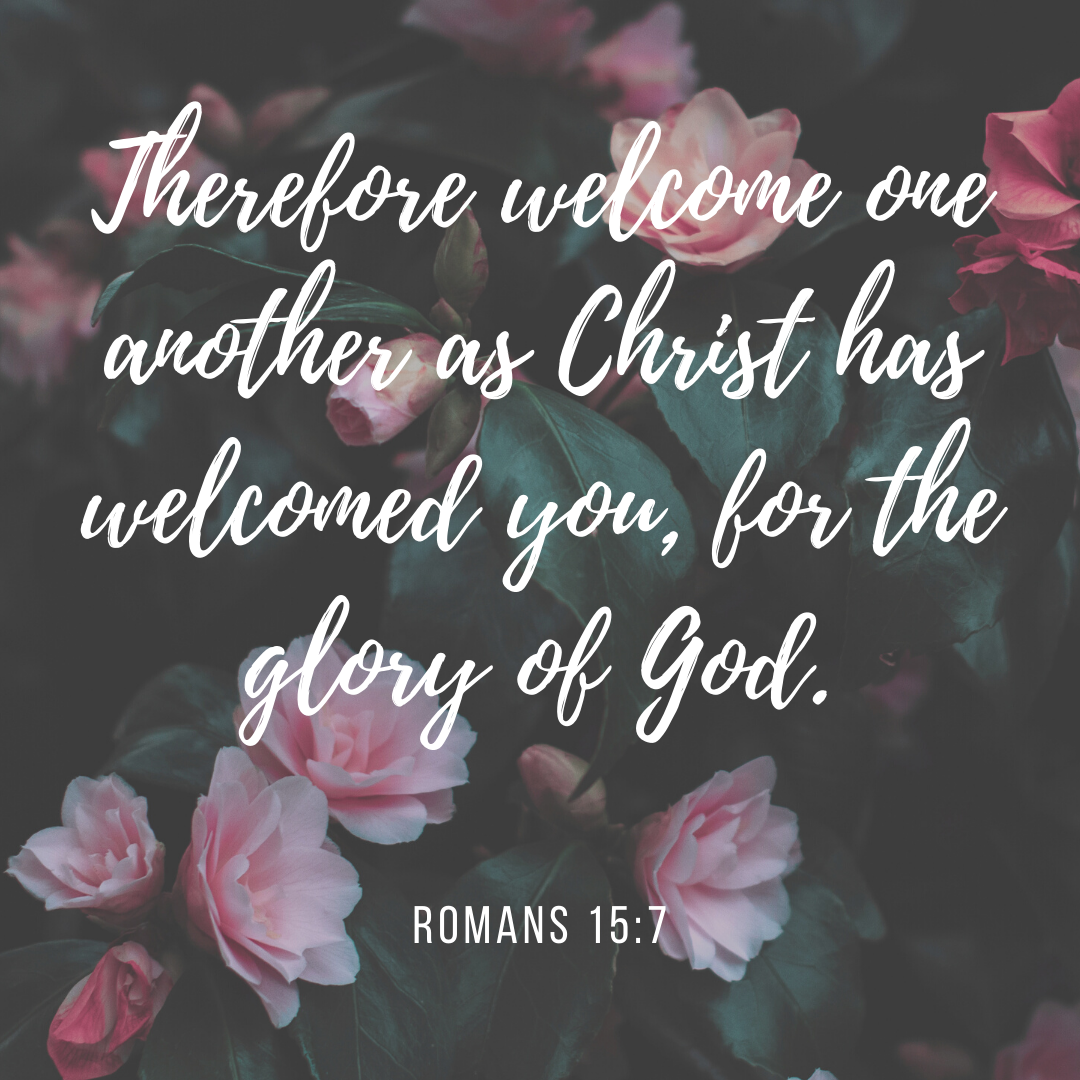 Therefore welcome one
another as Christ has
welcomed you, for the
glory of God.
ROMANS 15:7